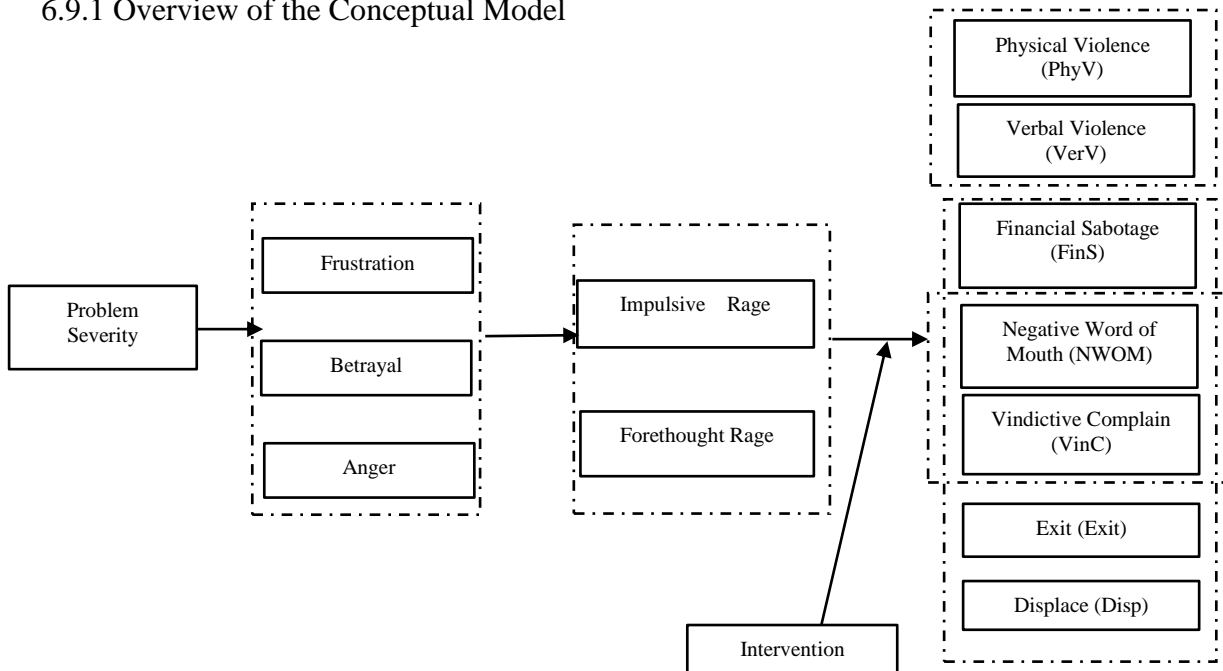 6.9.1 Overview of the Conceptual Model
Problem
Severity
Frustration
Betrayal
Anger
Impulsive Rage
Forethought Rage
Intervention
Physical Violence
(PhyV)
Verbal Violence
(VerV)
Financial Sabotage
(FinS)
Negative Word of
Mouth (NWOM)
Vindictive Complain
(VinC)
Exit (Exit)
Displace (Disp)